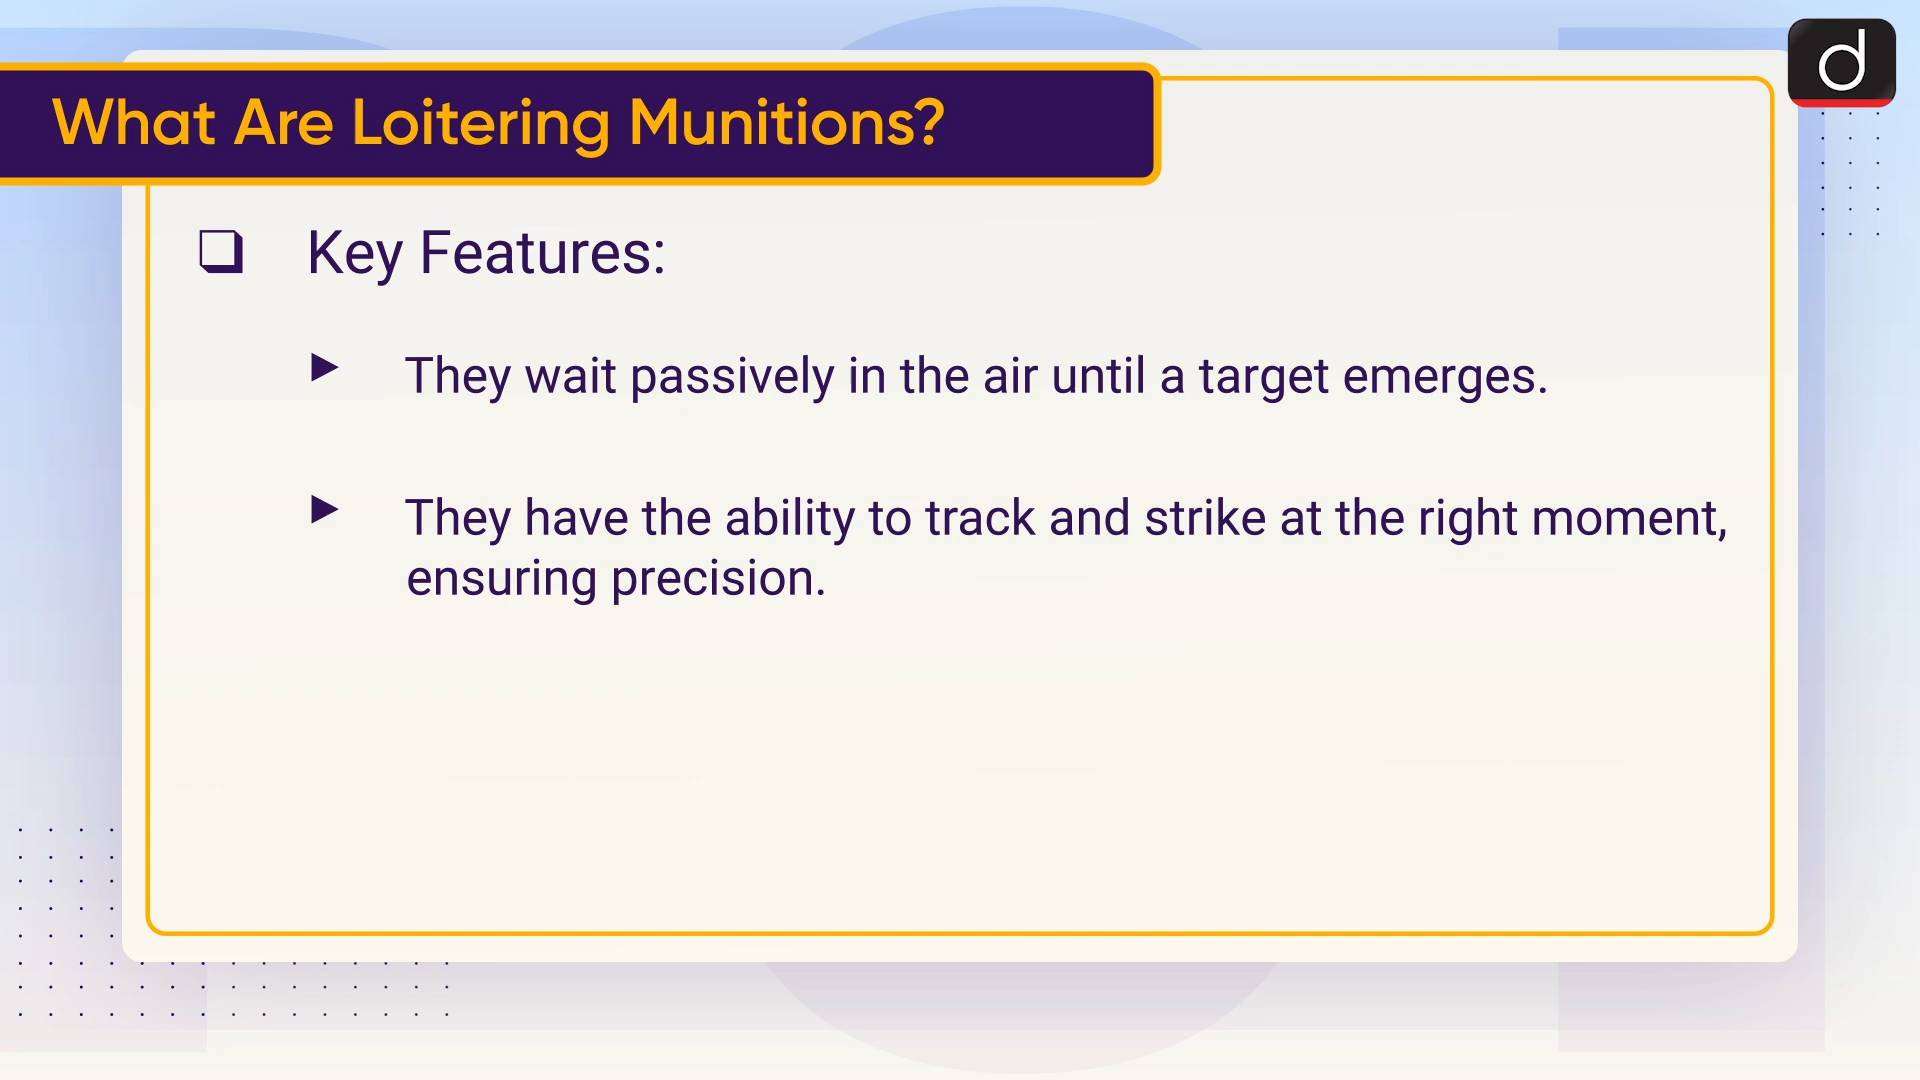 What Are Loitering Munitions?
d
❑ Key Features:
▶ They wait passively in the air until a target emerges.
▶ They have the ability to track and strike at the right moment,
ensuring precision.